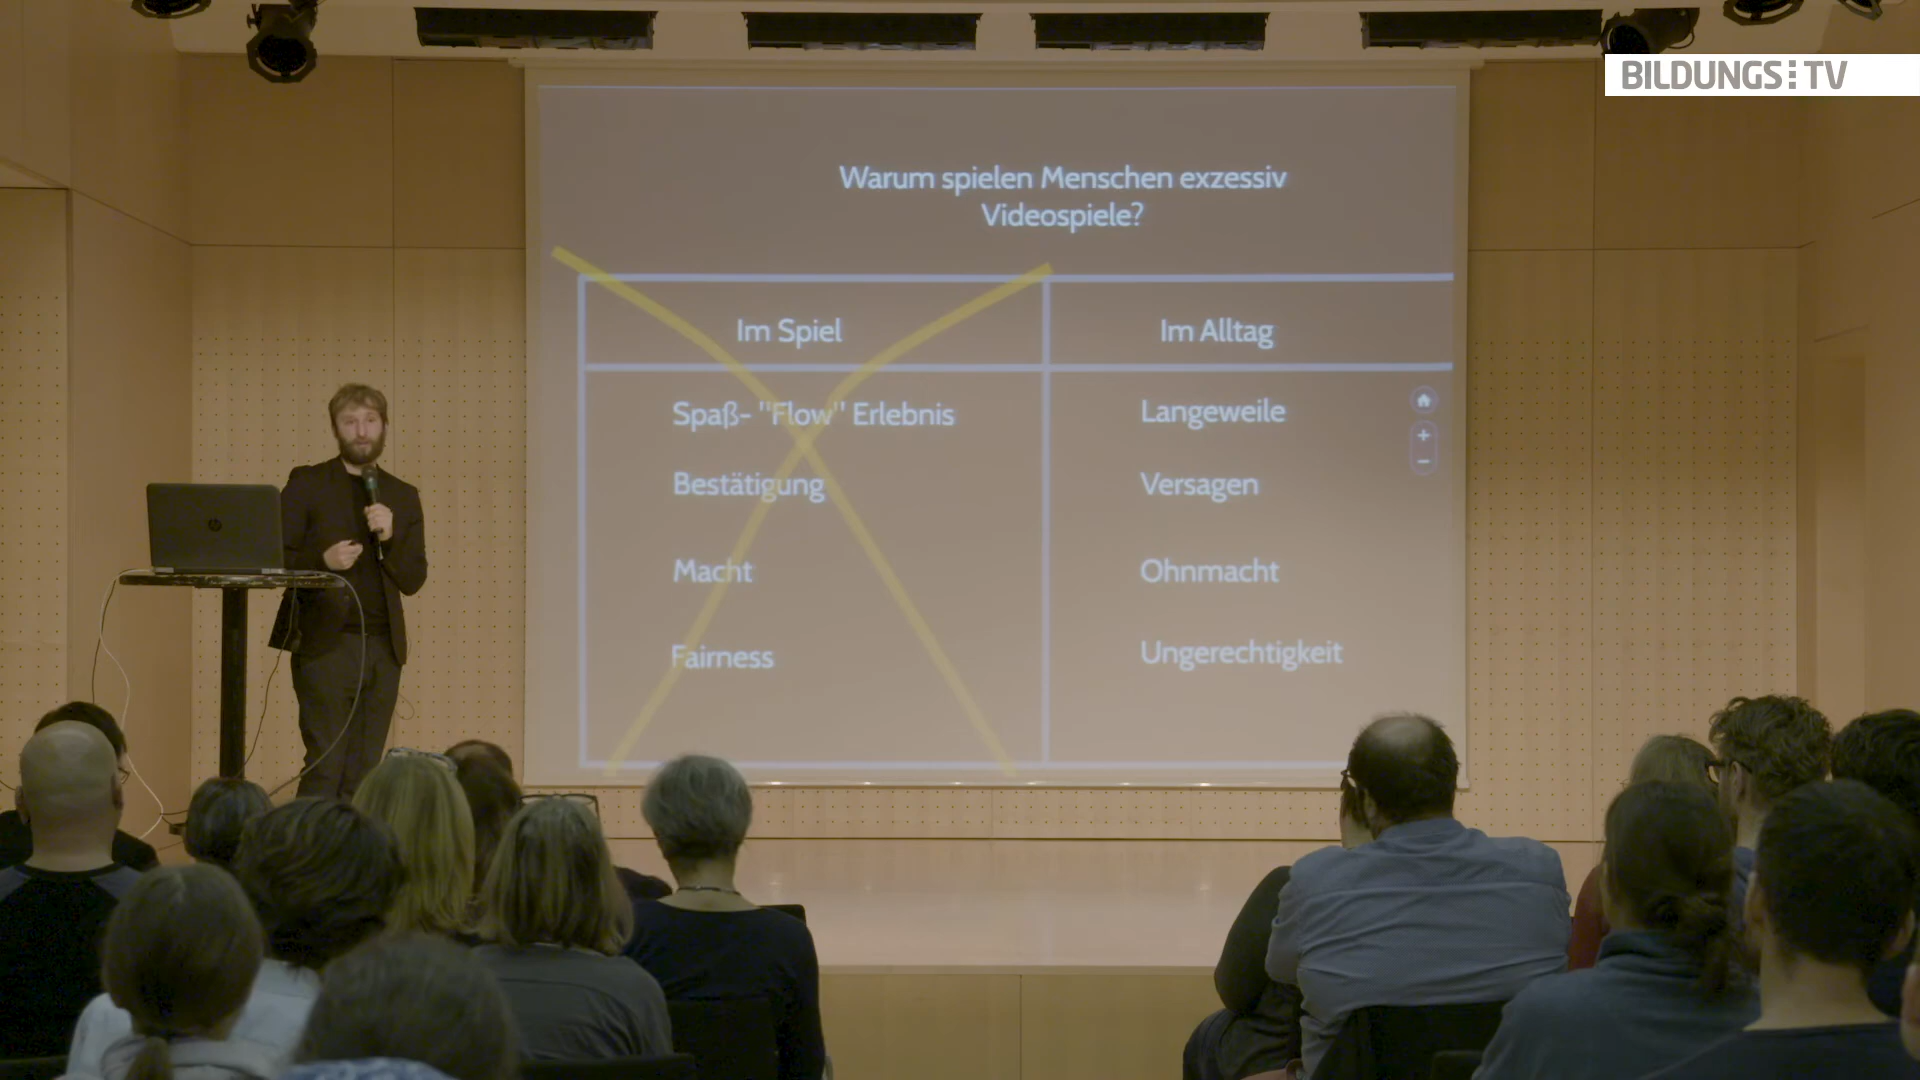 BILDUNGS:TV
Warum spielen Menschen exzessiv
Videospiele?
Im Spiel
Im Alltag
Spaß- "Flow" Erlebnis
Langeweile
Bestätigung
Versagen
Macht
Ohnmacht
Fairness
Ungerechtigkeit
hp